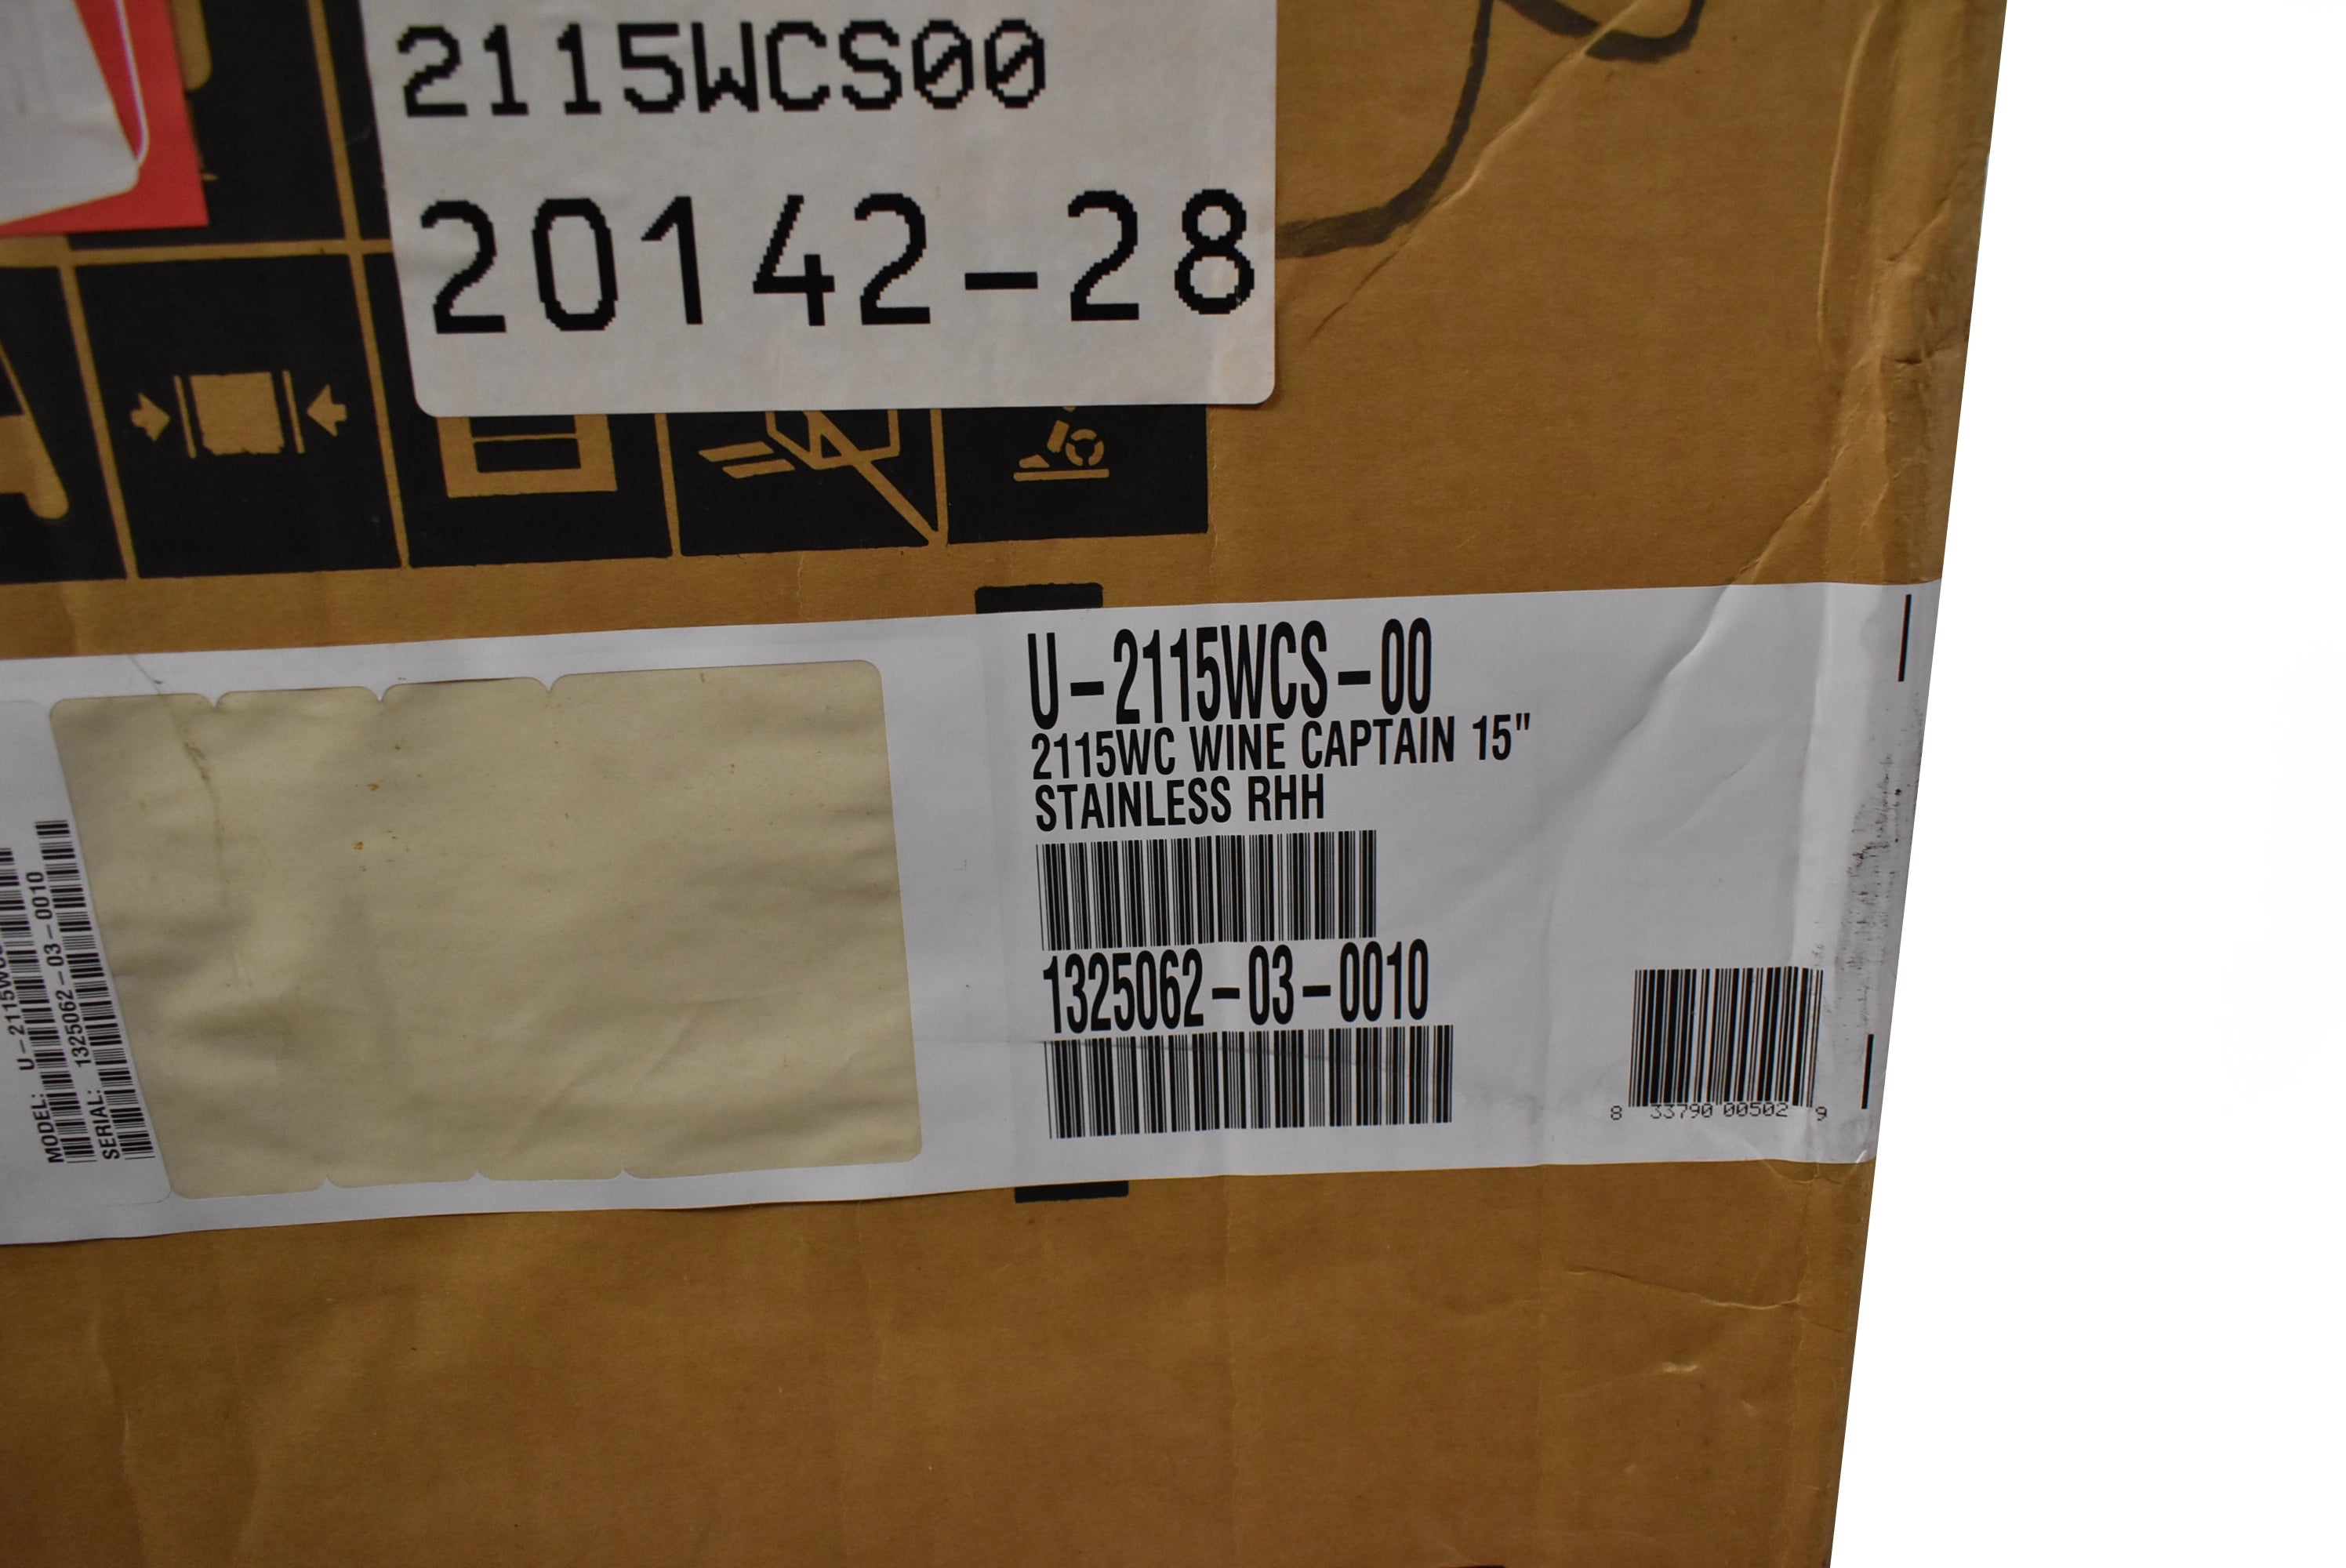 2115WCS00
20142-28
U-2115WCS-00
2115WC WINE CAPTAIN 15"
STAINLESS RHH
1325062-03-0010
8 33790 00502 9
MODEL: U-2115WCS
SERIAL: 1325062-03-0010